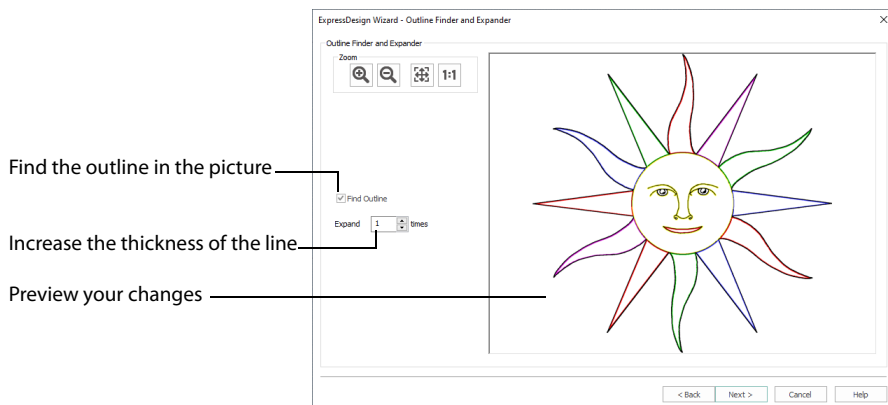 ExpressDesign Wizard - Outline Finder and Expander
Outline Finder and Expander
Zoom
1:1
Find the outline in the picture
Find Outline
Expand 1 times
Increase the thickness of the line
Preview your changes
< Back Next > Cancel Help